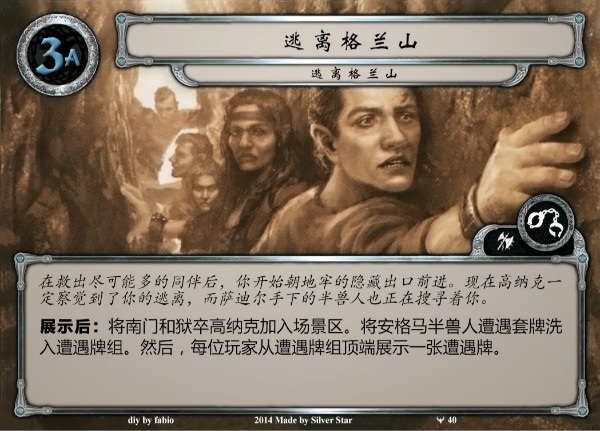 3A
逃离格兰山
逃离格兰山
在救出尽可能多的同伴后，你开始朝地牢的隐藏出口前进。现在高纳克一
定察觉到了你的逃离，而萨迪尔手下的半兽人也正在搜寻着你。
展示后：将南门和狱卒高纳克加入场景区。将安格马半兽人遭遇套牌洗
入遭遇牌组。然后，每位玩家从遭遇牌组顶端展示一张遭遇牌。
diy by fabio
2014 Made by Silver Star
40